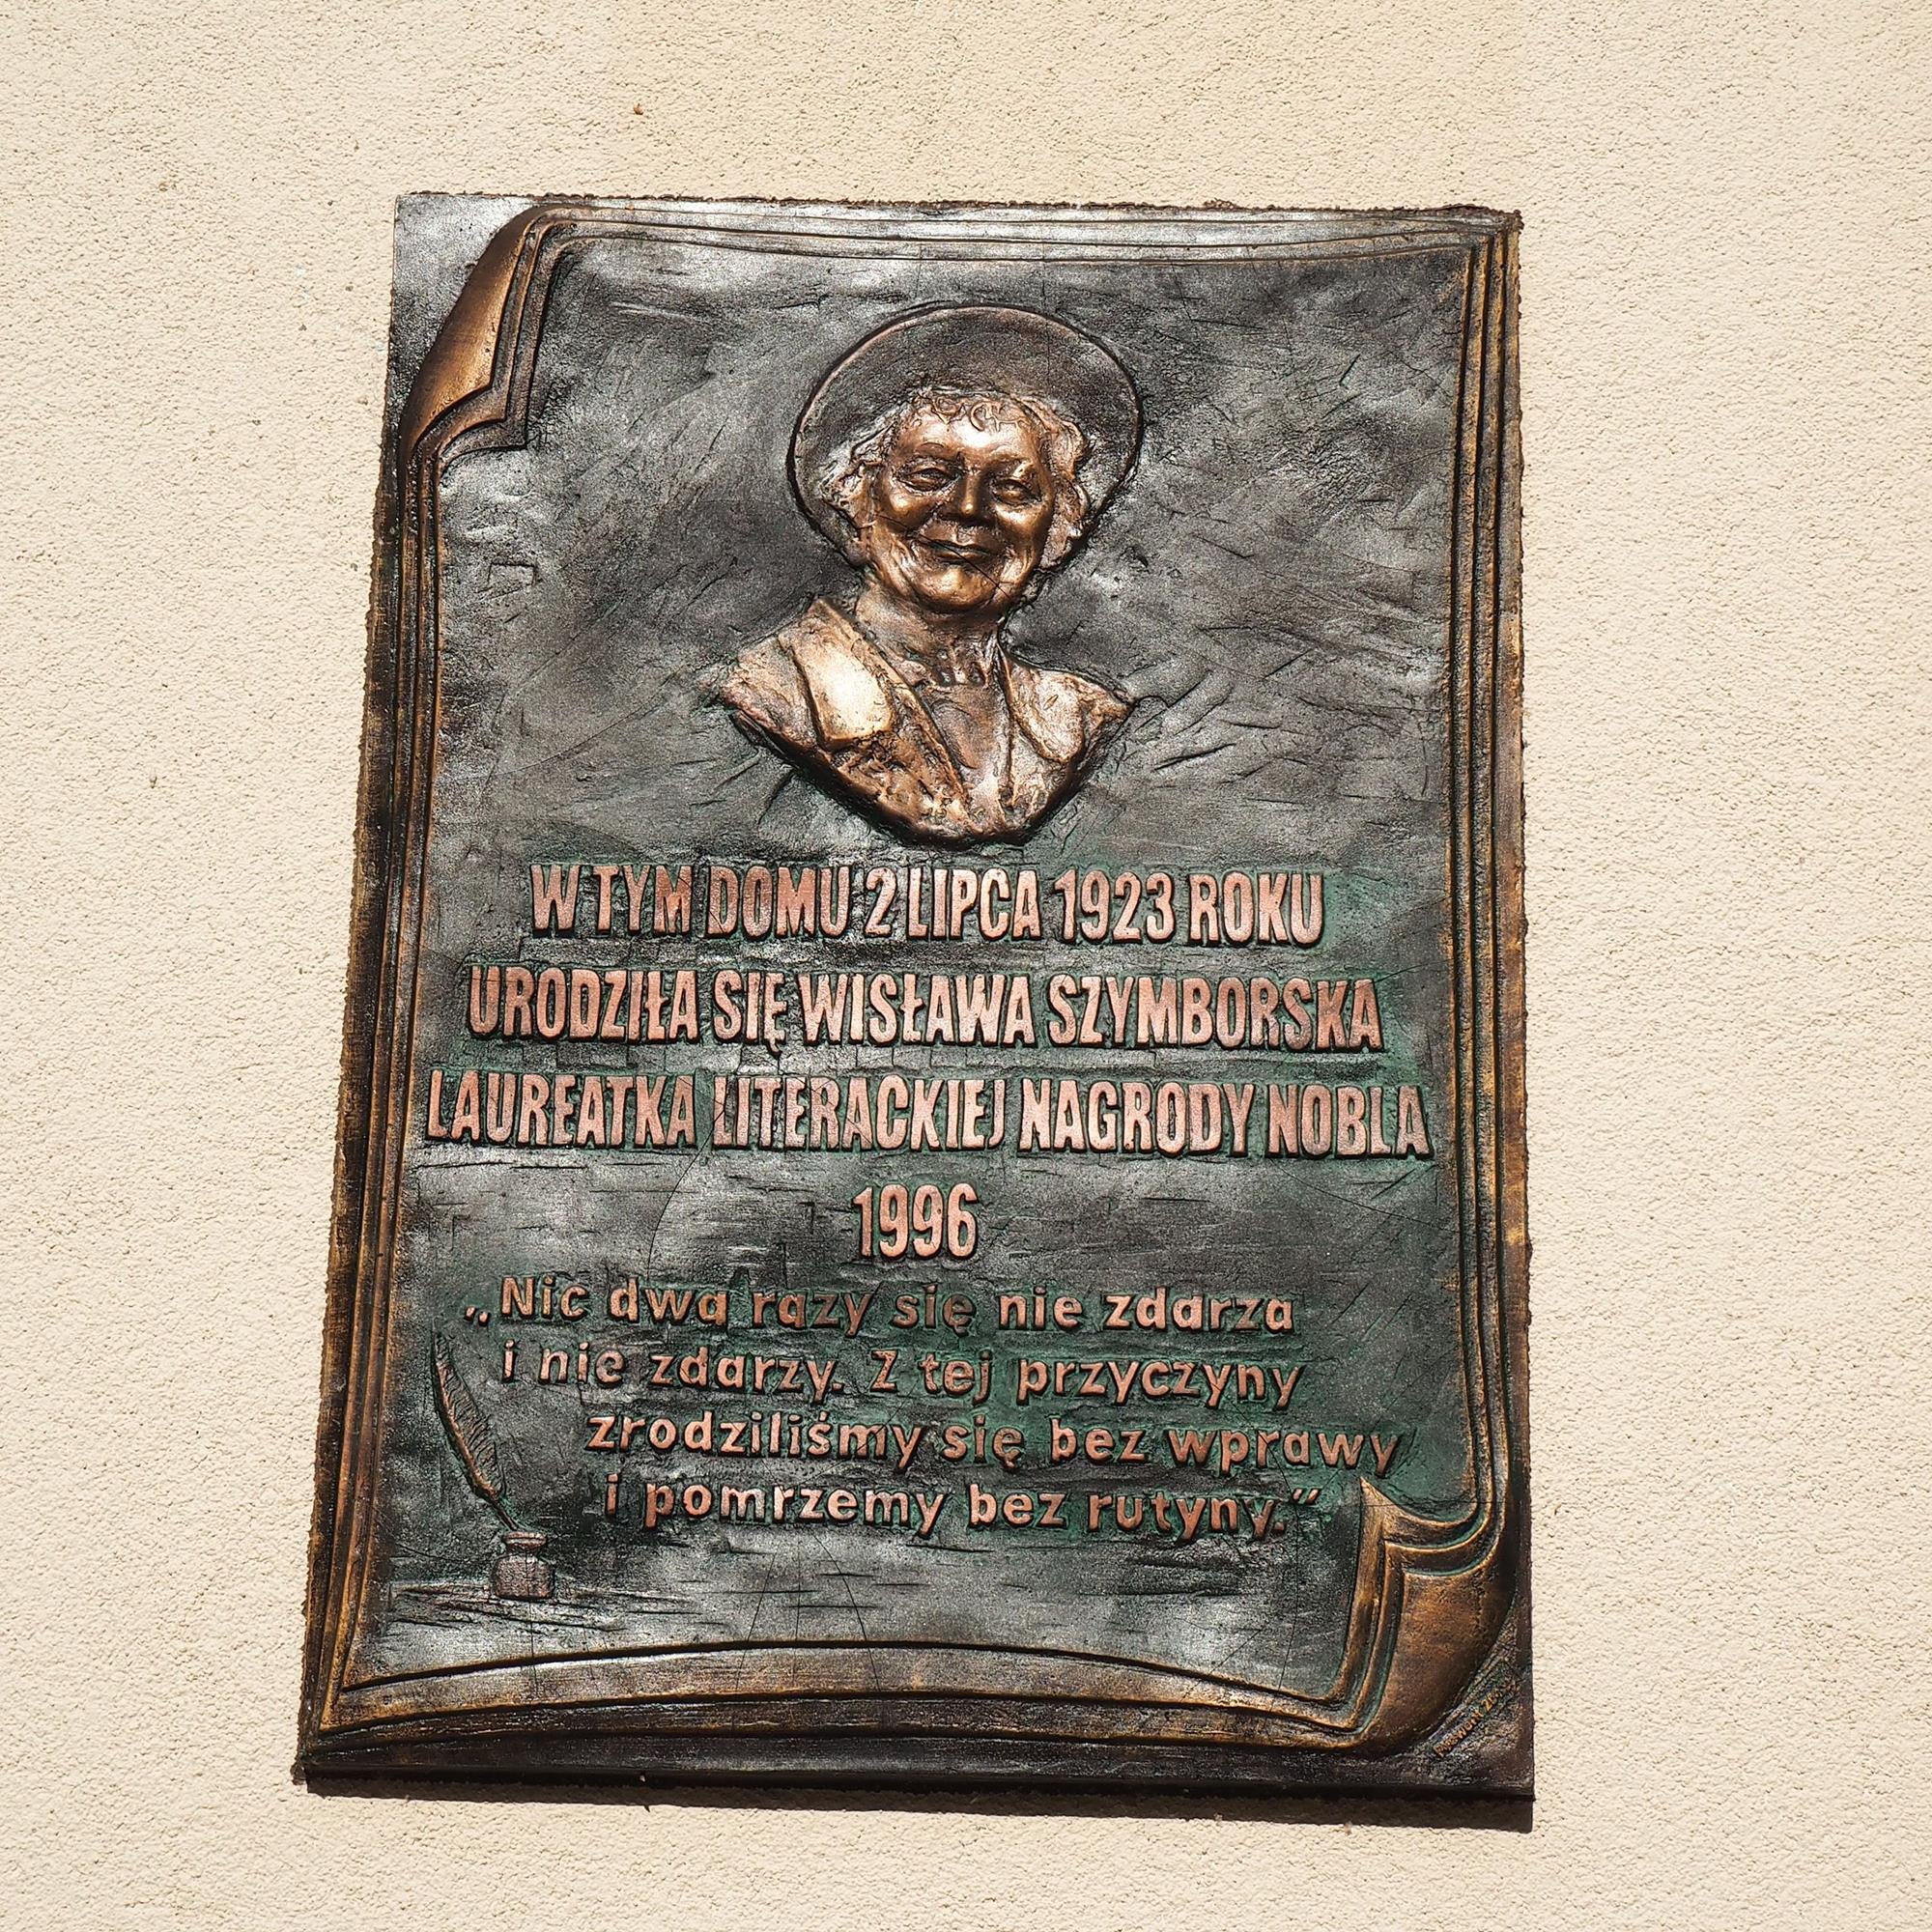 W TYM DOMU 2 LIPCA 1923 ROKU
URODZIŁA SIĘ WISŁAWA SZYMBORSKA
LAUREATKA LITERACKIEJ NAGRODY NOBLA
1996
„Nic dwa razy się nie zdarza
i nie zdarzy. Z tej przyczyny
zrodziliśmy się bez wprawy
i pomrzemy bez rutyny."